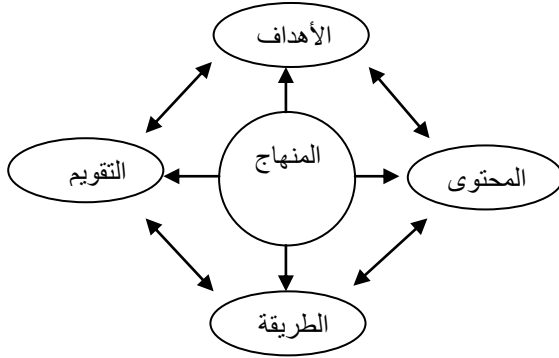 الأهداف
المنهاج
المحتوى
التقويم
الطريقة